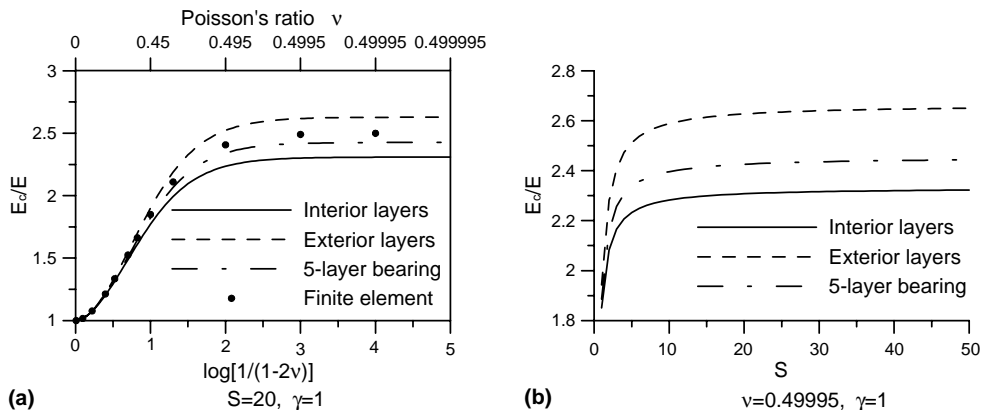 Poisson's ratio ν
0 0.45 0.495 0.4995 0.49995 0.499995
3
2.5
2
1.5
1
E_c/E
Interior layers
Exterior layers
5-layer bearing
Finite element
0 1 2 3 4 5
log[1/(1-2ν)]
(a) S=20, γ=1
2.8
2.6
2.4
2.2
2
1.8
E_c/E
Interior layers
Exterior layers
5-layer bearing
0 10 20 30 40 50
S
(b) ν=0.49995, γ=1